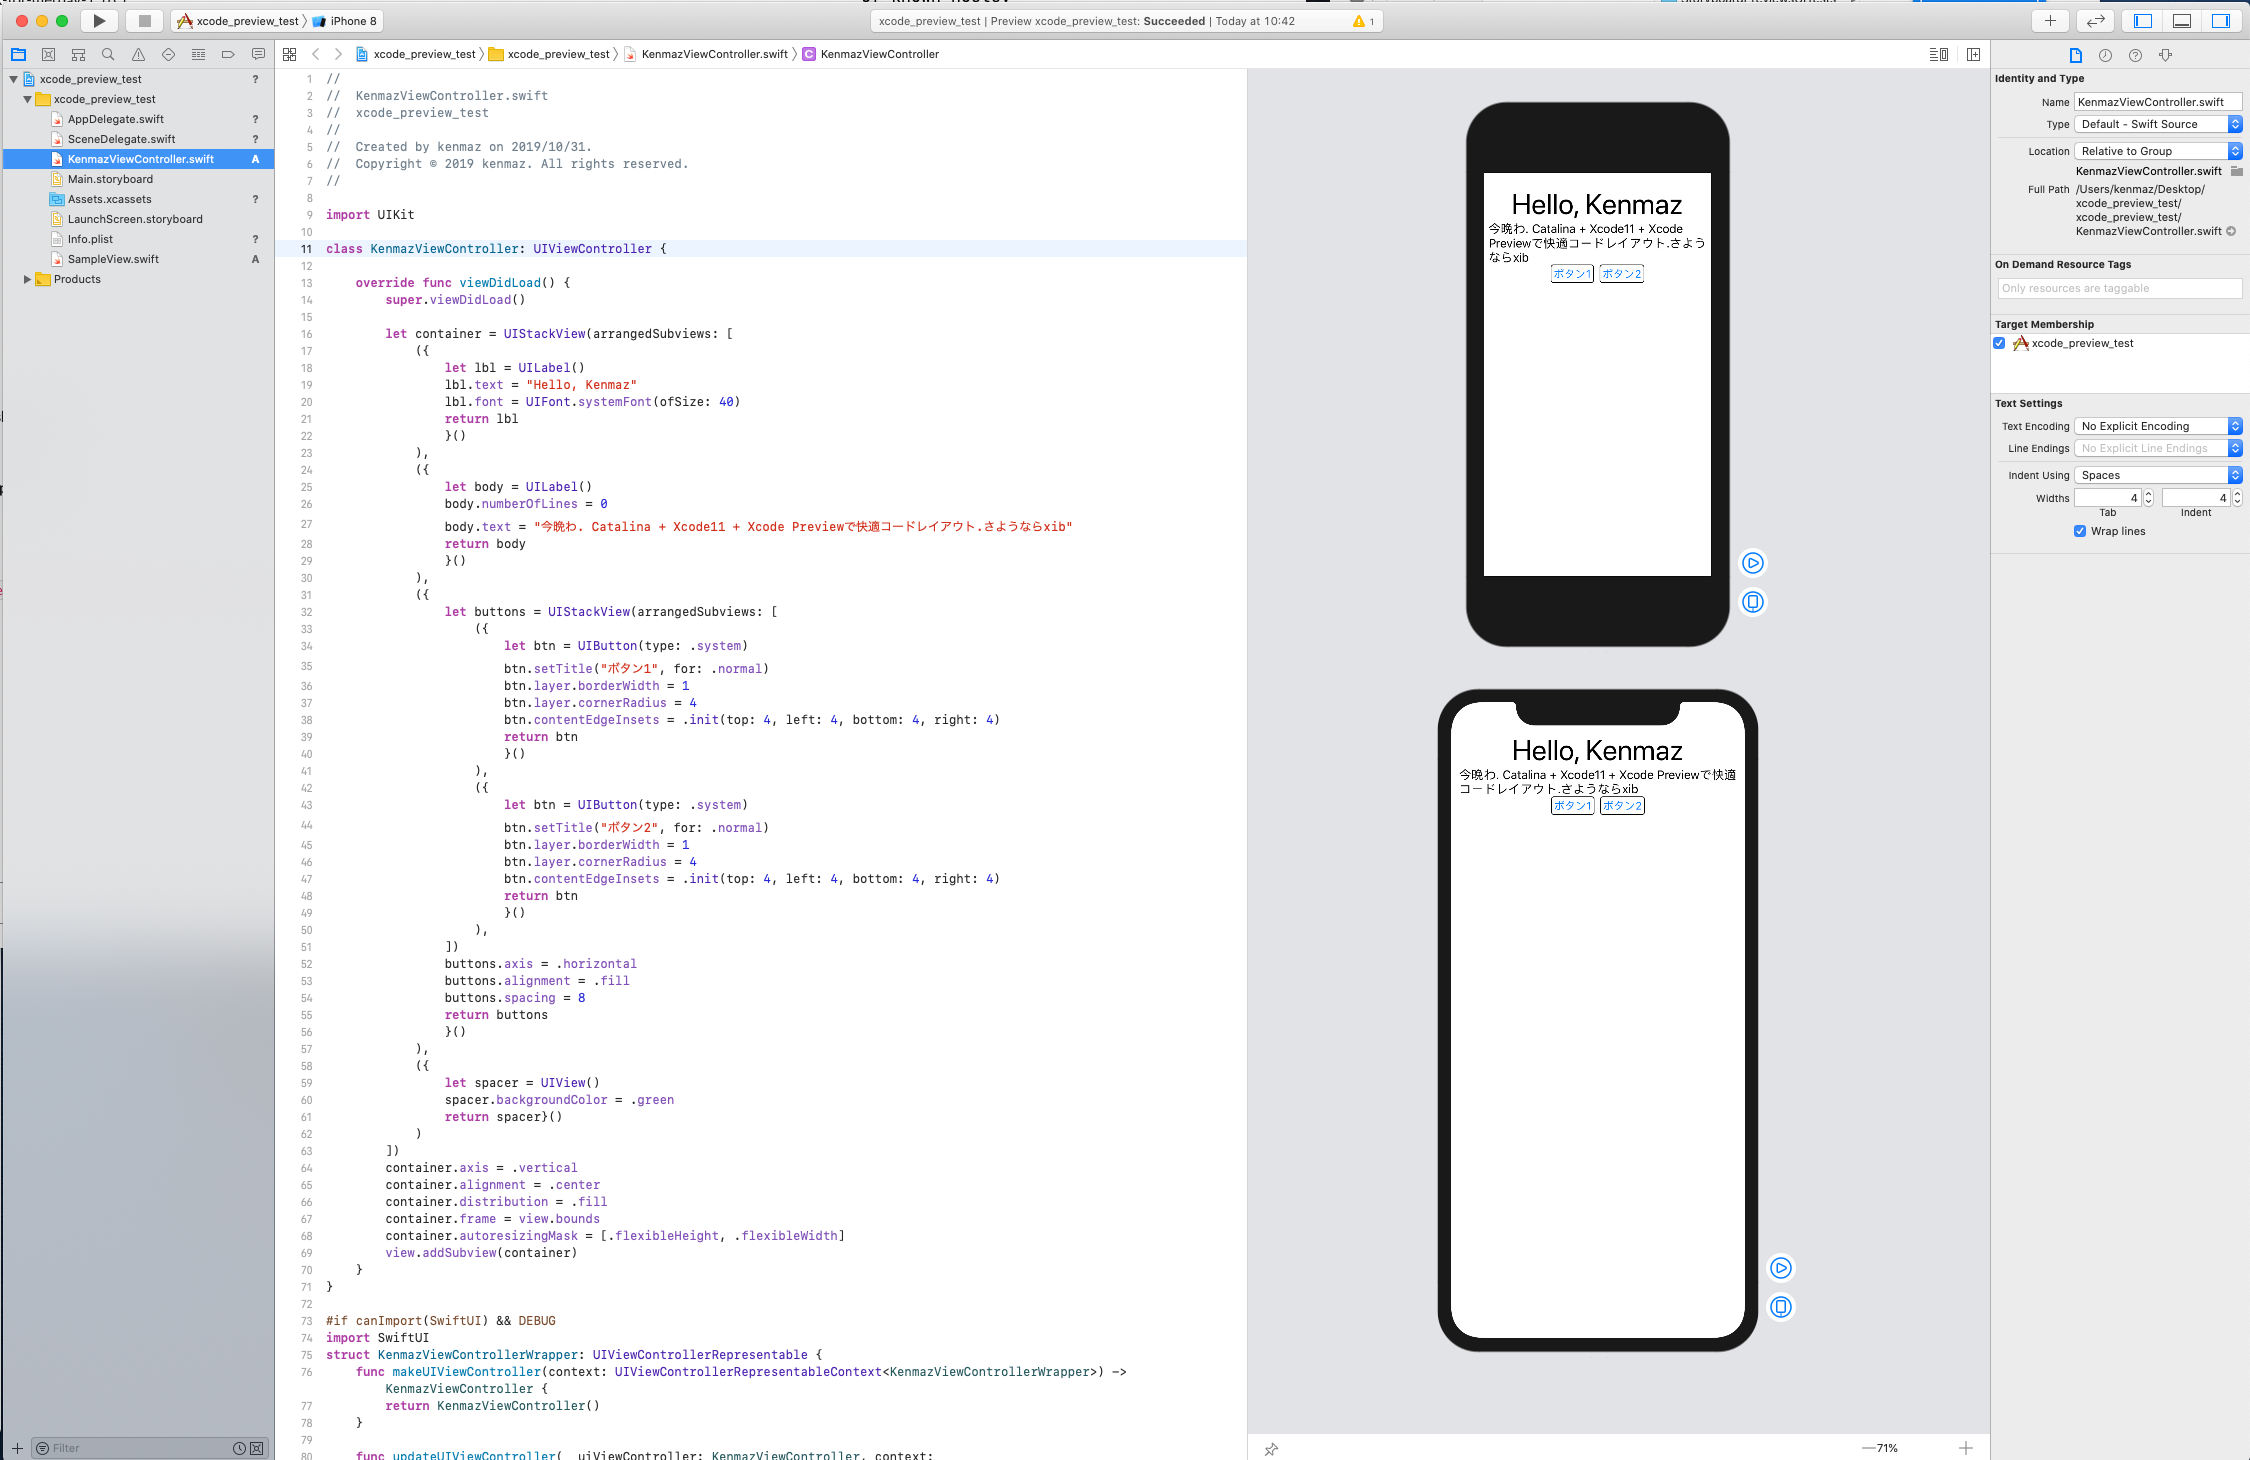 xcode_preview_test 〉 iPhone 8
xcode_preview_test | Preview xcode_preview_test: Succeeded | Today at 10:42
1
xcode_preview_test 〉 xcode_preview_test 〉 KenmazViewController.swift 〉 C KenmazViewController
xcode_preview_test ?
xcode_preview_test
AppDelegate.swift ?
SceneDelegate.swift ?
KenmazViewController.swift A
Main.storyboard
Assets.xcassets ?
LaunchScreen.storyboard
Info.plist ?
SampleView.swift A
Products
Filter
1 //
2 //  KenmazViewController.swift
3 //  xcode_preview_test
4 //
5 //  Created by kenmaz on 2019/10/31.
6 //  Copyright © 2019 kenmaz. All rights reserved.
7 //
8
9 import UIKit
10
11 class KenmazViewController: UIViewController {
12
13     override func viewDidLoad() {
14         super.viewDidLoad()
15
16         let container = UIStackView(arrangedSubviews: [
17             ({
18                 let lbl = UILabel()
19                 lbl.text = "Hello, Kenmaz"
20                 lbl.font = UIFont.systemFont(ofSize: 40)
21                 return lbl
22                 }()
23             ),
24             ({
25                 let body = UILabel()
26                 body.numberOfLines = 0
27                 body.text = "今晩わ. Catalina + Xcode11 + Xcode Previewで快適コードレイアウト.さようならxib"
28                 return body
29                 }()
30             ),
31             ({
32                 let buttons = UIStackView(arrangedSubviews: [
33                     ({
34                         let btn = UIButton(type: .system)
35                         btn.setTitle("ボタン1", for: .normal)
36                         btn.layer.borderWidth = 1
37                         btn.layer.cornerRadius = 4
38                         btn.contentEdgeInsets = .init(top: 4, left: 4, bottom: 4, right: 4)
39                         return btn
40                         }()
41                     ),
42                     ({
43                         let btn = UIButton(type: .system)
44                         btn.setTitle("ボタン2", for: .normal)
45                         btn.layer.borderWidth = 1
46                         btn.layer.cornerRadius = 4
47                         btn.contentEdgeInsets = .init(top: 4, left: 4, bottom: 4, right: 4)
48                         return btn
49                         }()
50                     ),
51                 ])
52                 buttons.axis = .horizontal
53                 buttons.alignment = .fill
54                 buttons.spacing = 8
55                 return buttons
56                 }()
57             ),
58             ({
59                 let spacer = UIView()
60                 spacer.backgroundColor = .green
61                 return spacer}()
62             )
63         ])
64         container.axis = .vertical
65         container.alignment = .center
66         container.distribution = .fill
67         container.frame = view.bounds
68         container.autoresizingMask = [.flexibleHeight, .flexibleWidth]
69         view.addSubview(container)
70     }
71 }
72
73 #if canImport(SwiftUI) && DEBUG
74 import SwiftUI
75 struct KenmazViewControllerWrapper: UIViewControllerRepresentable {
76     func makeUIViewController(context: UIViewControllerRepresentableContext<KenmazViewControllerWrapper>) ->
        KenmazViewController {
77         return KenmazViewController()
78     }
79
80     func updateUIViewController(_ uiViewController: KenmazViewController, context:
Hello, Kenmaz
今晩わ. Catalina + Xcode11 + Xcode
Previewで快適コードレイアウト.さよう
ならxib
ボタン1 ボタン2
Hello, Kenmaz
今晩わ. Catalina + Xcode11 + Xcode Previewで快適
コードレイアウト.さようならxib
ボタン1 ボタン2
71%
Identity and Type
Name KenmazViewController.swift
Type Default - Swift Source
Location Relative to Group
KenmazViewController.swift
Full Path /Users/kenmaz/Desktop/
xcode_preview_test/
xcode_preview_test/
KenmazViewController.swift
On Demand Resource Tags
Only resources are taggable
Target Membership
xcode_preview_test
Text Settings
Text Encoding No Explicit Encoding
Line Endings No Explicit Line Endings
Indent Using Spaces
Widths 4 4
Tab Indent
Wrap lines